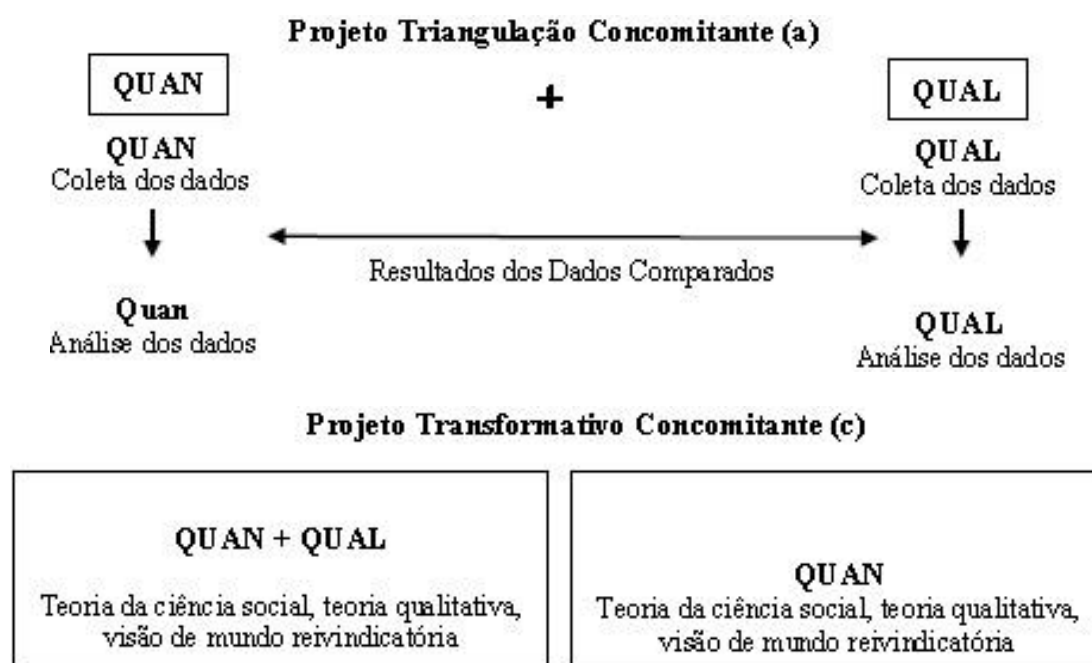 Projeto Triangulação Concomitante (a)
QUAN + QUAL
QUAN QUAL
Coleta dos dados Coleta dos dados
Resultados dos Dados Comparados
Quan QUAL
Análise dos dados Análise dos dados
Projeto Transformativo Concomitante (c)
QUAN + QUAL
Teoria da ciência social, teoria qualitativa,
visão de mundo reivindicatória
QUAN
Teoria da ciência social, teoria qualitativa,
visão de mundo reivindicatória